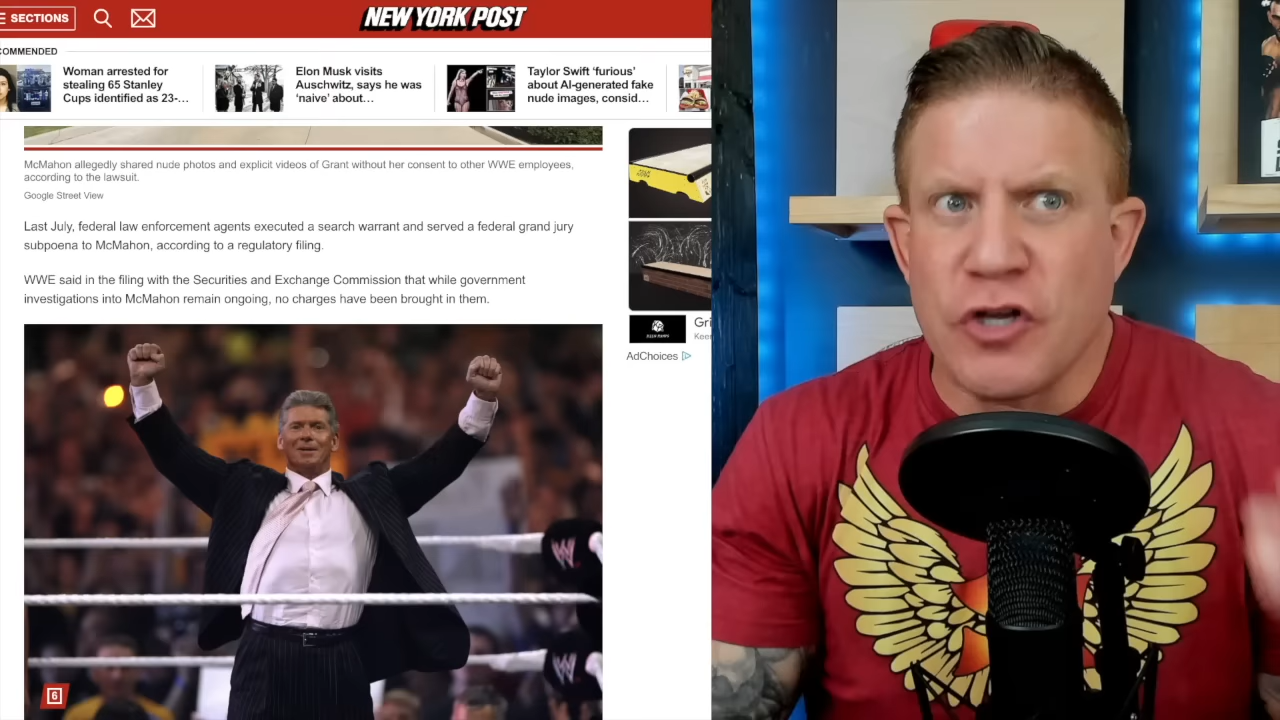 SECTIONS
NEW YORK POST
COMMENDED
Woman arrested for
stealing 65 Stanley
Cups identified as 23-...
Elon Musk visits
Auschwitz, says he was
‘naive’ about...
Taylor Swift ‘furious’
about AI-generated fake
nude images, consid...
McMahon allegedly shared nude photos and explicit videos of Grant without her consent to other WWE employees,
according to the lawsuit.
Google Street View
Last July, federal law enforcement agents executed a search warrant and served a federal grand jury
subpoena to McMahon, according to a regulatory filing.
WWE said in the filing with the Securities and Exchange Commission that while government
investigations into McMahon remain ongoing, no charges have been brought in them.
Gri
Keer
AdChoices
W
W
6